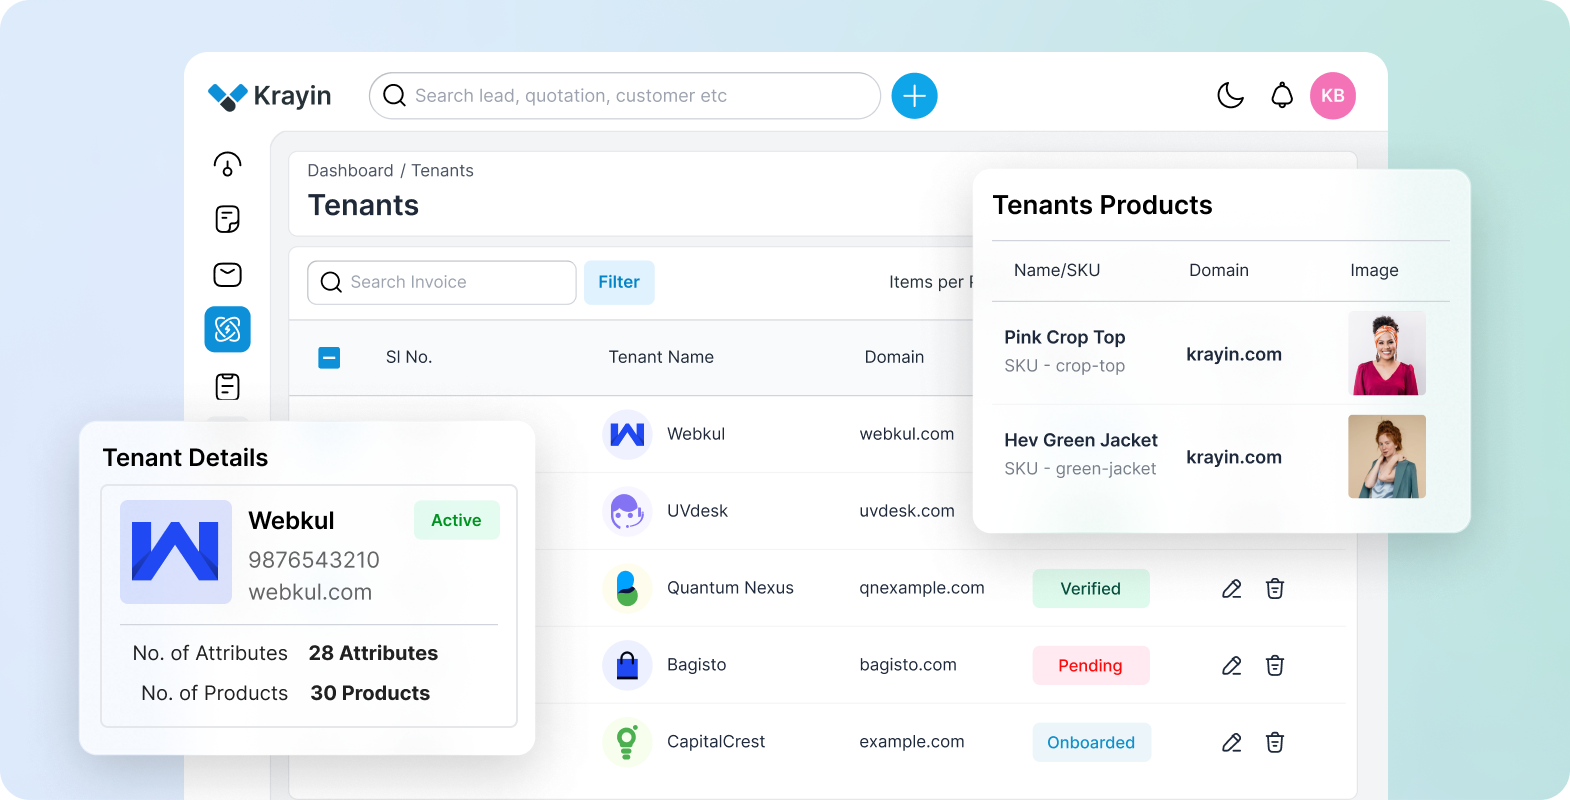 Krayin
Search lead, quotation, customer etc
KB
Dashboard / Tenants
Tenants
Search Invoice
Filter
Items per
Sl No.
Tenant Name
Domain
Webkul
webkul.com
UVdesk
uvdesk.com
Quantum Nexus
qnexample.com
Verified
Bagisto
bagisto.com
Pending
CapitalCrest
example.com
Onboarded
Tenants Products
Name/SKU
Domain
Image
Pink Crop Top
SKU - crop-top
krayin.com
Hev Green Jacket
SKU - green-jacket
krayin.com
Tenant Details
Webkul
Active
9876543210
webkul.com
No. of Attributes 28 Attributes
No. of Products 30 Products